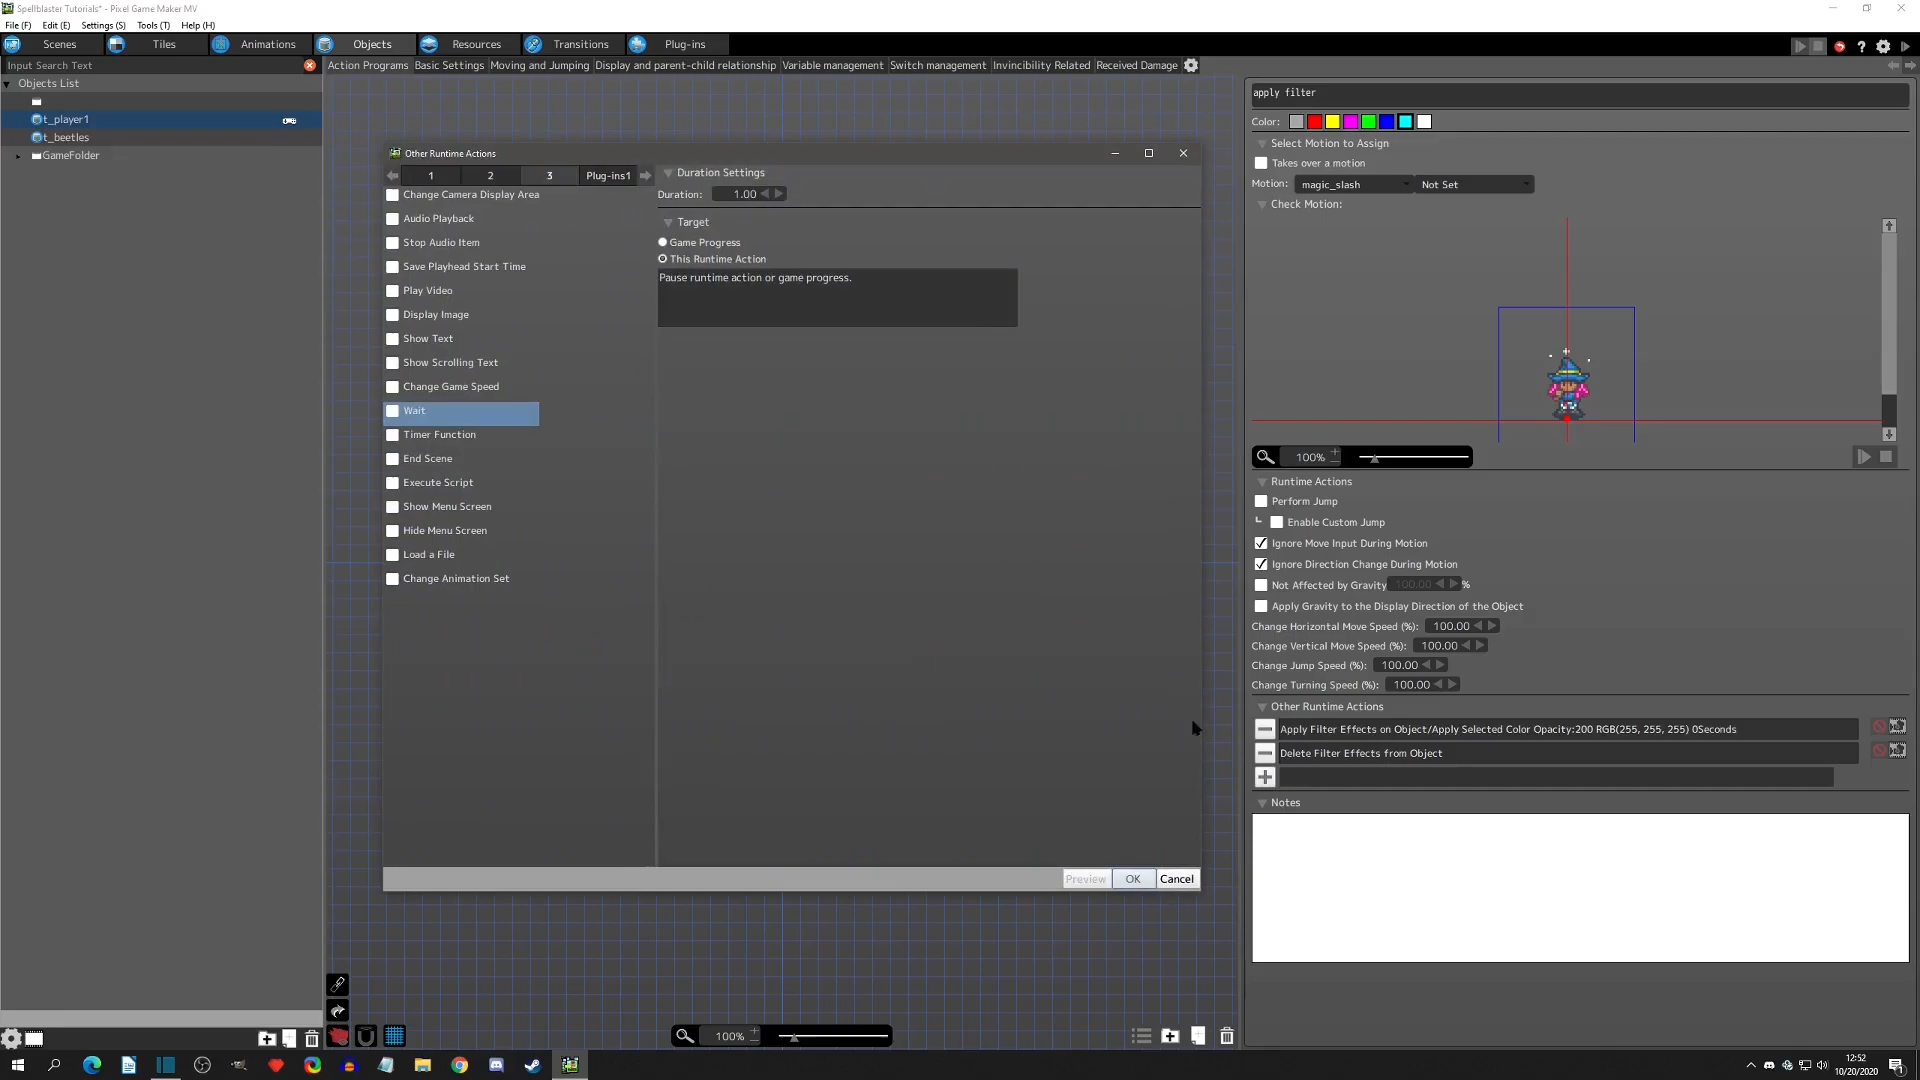 Spellblaster Tutorials* - Pixel Game Maker MV
File (F) Edit (E) Settings (S) Tools (T) Help (H)
Scenes Tiles Animations Objects Resources Transitions Plug-ins
Input Search Text
Action Programs Basic Settings Moving and Jumping Display and parent-child relationship Variable management Switch management Invincibility Related Received Damage
Objects List
t_player1
t_beetles
GameFolder
Other Runtime Actions
1 2 3 Plug-ins1
Change Camera Display Area
Audio Playback
Stop Audio Item
Save Playhead Start Time
Play Video
Display Image
Show Text
Show Scrolling Text
Change Game Speed
Wait
Timer Function
End Scene
Execute Script
Show Menu Screen
Hide Menu Screen
Load a File
Change Animation Set
Duration Settings
Duration: 1.00
Target
Game Progress
This Runtime Action
Pause runtime action or game progress.
Preview OK Cancel
100%
apply filter
Color:
Select Motion to Assign
Takes over a motion
Motion: magic_slash Not Set
Check Motion:
100%
Runtime Actions
Perform Jump
Enable Custom Jump
Ignore Move Input During Motion
Ignore Direction Change During Motion
Not Affected by Gravity 100.00 %
Apply Gravity to the Display Direction of the Object
Change Horizontal Move Speed (%): 100.00
Change Vertical Move Speed (%): 100.00
Change Jump Speed (%): 100.00
Change Turning Speed (%): 100.00
Other Runtime Actions
Apply Filter Effects on Object/Apply Selected Color Opacity:200 RGB(255, 255, 255) 0Seconds
Delete Filter Effects from Object
Notes
12:52
10/20/2020